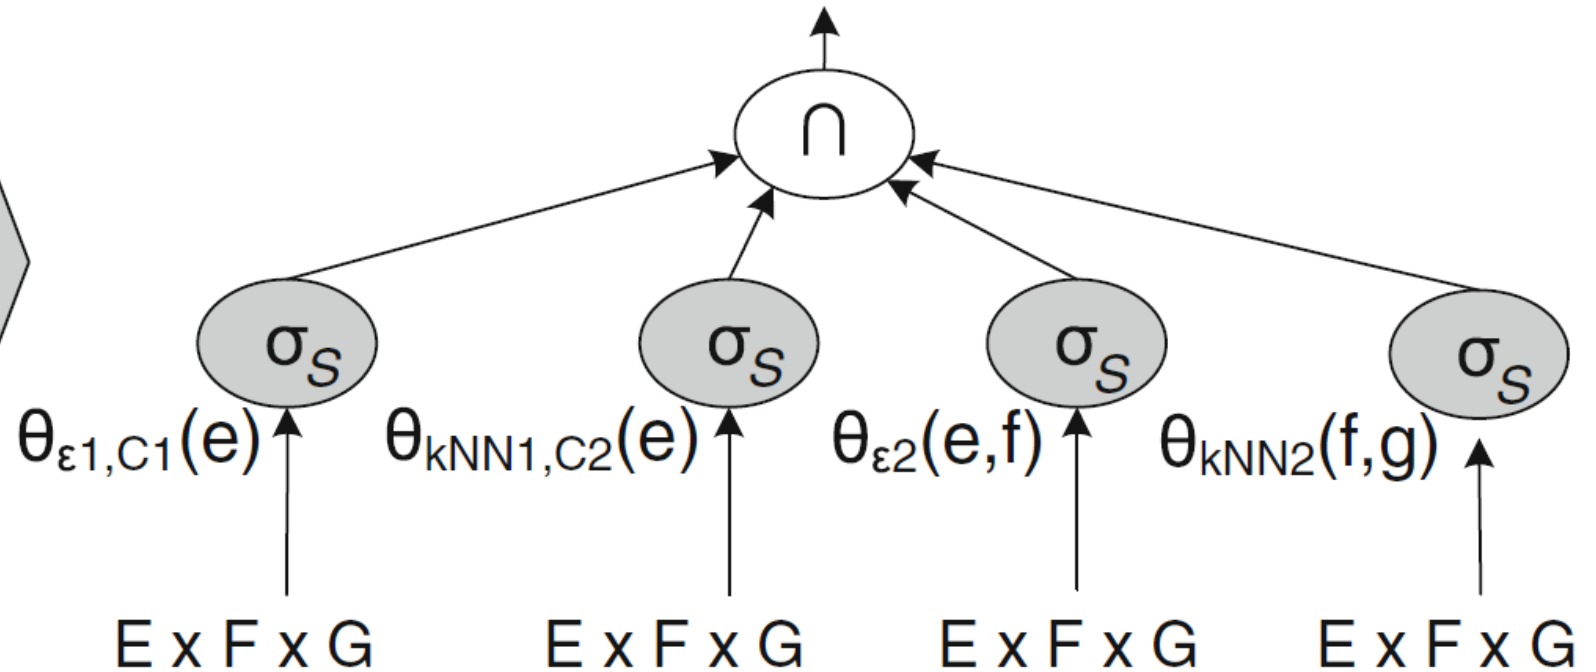 ∩
σS σS σS σS
θε1,C1(e) θkNN1,C2(e) θε2(e,f) θkNN2(f,g)
E x F x G E x F x G E x F x G E x F x G